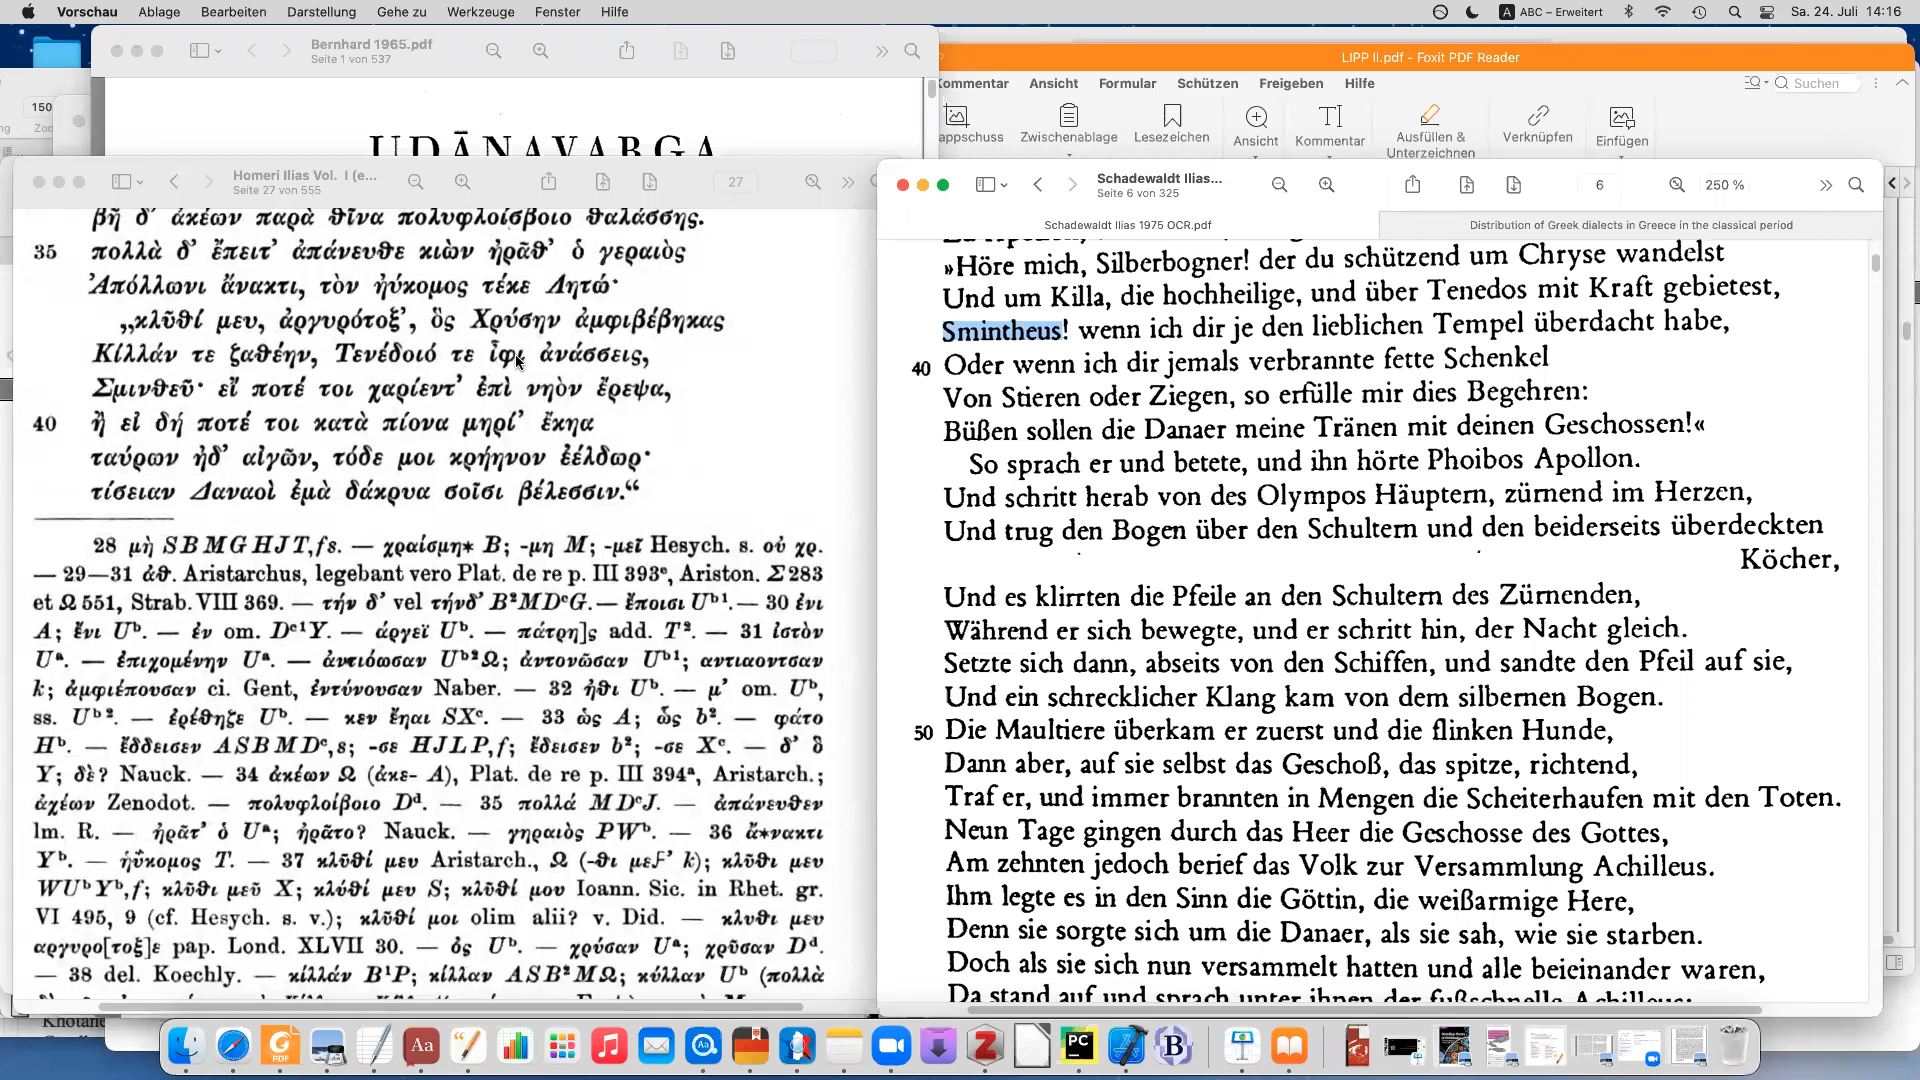 Vorschau Ablage Bearbeiten Darstellung Gehe zu Werkzeuge Fenster Hilfe
ABC – Erweitert Sa. 24. Juli 14:16
Bernhard 1965.pdf
Seite 1 von 537
LIPP II.pdf - Foxit PDF Reader
Kommentar Ansicht Formular Schützen Freigeben Hilfe
Suchen
150
Zwischenablage Lesezeichen Ansicht Kommentar Ausfüllen & Unterzeichnen Verknüpfen Einfügen
UDĀNAVARGA
Homeri Ilias Vol. I (e...
Seite 27 von 555
27
βῆ δ' ἀκέων παρὰ θῖνα πολυφλοίσβοιο θαλάσσης.
35 πολλὰ δ' ἔπειτ' ἀπάνευθε κιὼν ἠρᾶθ' ὁ γεραιὸς
Ἀπόλλωνι ἄνακτι, τὸν ἠύκομος τέκε Λητώ·
„κλῦθί μευ, ἀργυρότοξ', ὃς Χρύσην ἀμφιβέβηκας
Κίλλάν τε ζαθέην, Τενέδοιό τε ἶφι ἀνάσσεις,
Σμινθεῦ· εἴ ποτέ τοι χαρίεντ' ἐπὶ νηὸν ἔρεψα,
40 ἢ εἰ δή ποτέ τοι κατὰ πίονα μηρί' ἔκηα
ταύρων ἠδ' αἰγῶν, τόδε μοι κρήηνον ἐέλδωρ·
τίσειαν Δαναοὶ ἐμὰ δάκρυα σοῖσι βέλεσσιν.“
28 μὴ SBMGHJT,fs. — χραίσμη* B; -μη M; -μεῖ Hesych. s. οὐ χρ.
— 29—31 ἀθ. Aristarchus, legebant vero Plat. de re p. III 393ᵉ, Ariston. Σ 283
et Ω 551, Strab. VIII 369. — τήν δ' vel τήνδ' B²MDᶜG. — ἔποισι Uᵇ¹. — 30 ἐνι
A; ἔνι Uᵇ. — ἐν om. Dᶜ¹Y. — ἀργεῖ Uᵇ. — πάτρη]ς add. T². — 31 ἱστὸν
Uᵃ. — ἐπιχομένην Uᵃ. — ἀντιόωσαν Uᵇ²Ω; ἀντονῶσαν Uᵇ¹; αντιαοντσαν
k; ἀμφιέπουσαν ci. Gent, ἐντύνουσαν Naber. — 32 ἤθι Uᵇ. — μ' om. Uᵇ,
ss. Uᵇ². — ἐρέθηζε Uᵇ. — κεν ἔηαι SXᶜ. — 33 ὡς A; ὧς b². — φάτο
Hᵇ. — ἔδδεισεν ASBMDᶜ,s; -σε HJLP,f; ἔδεισεν b²; -σε Xᶜ. — δ' ὃ
Y; δὲ? Nauck. — 34 ἀκέων Ω (ἀκε- A), Plat. de re p. III 394ᵃ, Aristarch.;
ἀχέων Zenodot. — πολυφλοίβοιο Dᵈ. — 35 πολλά MDᶜJ. — ἀπάνευθεν
lm. R. — ἠρᾶτ' ὁ Uᵃ; ἠρᾶτο? Nauck. — γηραιὸς PWᵇ. — 36 ἄ*νακτι
Yᵇ. — ἠΰκομος T. — 37 κλῦθί μευ Aristarch., Ω (-θι μεϝ' k); κλῦθι μευ
WUᵇYᵇ,f; κλῦθι μεῦ X; κλύθί μευ S; κλῦθί μου Ioann. Sic. in Rhet. gr.
VI 495, 9 (cf. Hesych. s. v.); κλῦθί μοι olim alii? v. Did. — κλυθι μευ
αργυρο[τοξ]ε pap. Lond. XLVII 30. — ὁς Uᵇ. — χρύσαν Uᵃ; χρῦσαν Dᵈ.
— 38 del. Koechly. — κίλλάν B¹P; κίλλαν ASB²MΩ; κύλλαν Uᵇ (πολλὰ
Schadewaldt Ilias...
Seite 6 von 325
6 250 %
Schadewaldt Ilias 1975 OCR.pdf Distribution of Greek dialects in Greece in the classical period
»Höre mich, Silberbogner! der du schützend um Chryse wandelst
Und um Killa, die hochheilige, und über Tenedos mit Kraft gebietest,
Smintheus! wenn ich dir je den lieblichen Tempel überdacht habe,
40 Oder wenn ich dir jemals verbrannte fette Schenkel
Von Stieren oder Ziegen, so erfülle mir dies Begehren:
Büßen sollen die Danaer meine Tränen mit deinen Geschossen!«
So sprach er und betete, und ihn hörte Phoibos Apollon.
Und schritt herab von des Olympos Häuptern, zürnend im Herzen,
Und trug den Bogen über den Schultern und den beiderseits überdeckten
Köcher,
Und es klirrten die Pfeile an den Schultern des Zürnenden,
Während er sich bewegte, und er schritt hin, der Nacht gleich.
Setzte sich dann, abseits von den Schiffen, und sandte den Pfeil auf sie,
Und ein schrecklicher Klang kam von dem silbernen Bogen.
50 Die Maultiere überkam er zuerst und die flinken Hunde,
Dann aber, auf sie selbst das Geschoß, das spitze, richtend,
Traf er, und immer brannten in Mengen die Scheiterhaufen mit den Toten.
Neun Tage gingen durch das Heer die Geschosse des Gottes,
Am zehnten jedoch berief das Volk zur Versammlung Achilleus.
Ihm legte es in den Sinn die Göttin, die weißarmige Here,
Denn sie sorgte sich um die Danaer, als sie sah, wie sie starben.
Doch als sie sich nun versammelt hatten und alle beieinander waren,
Da stand auf und sprach unter ihnen der fußschnelle Achilleus:
Khotane